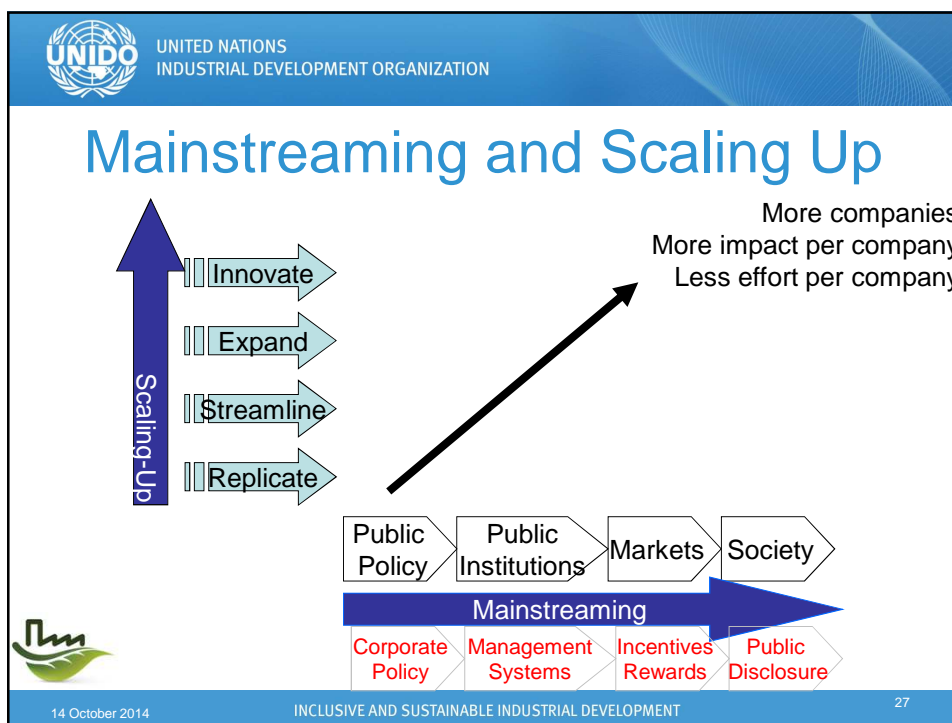 UNIDO
UNITED NATIONS
INDUSTRIAL DEVELOPMENT ORGANIZATION
Mainstreaming and Scaling Up
More companies
More impact per company
Less effort per company
Scaling-Up
Innovate
Expand
Streamline
Replicate
Public
Policy
Public
Institutions
Markets
Society
Mainstreaming
Corporate
Policy
Management
Systems
Incentives
Rewards
Public
Disclosure
14 October 2014
INCLUSIVE AND SUSTAINABLE INDUSTRIAL DEVELOPMENT
27